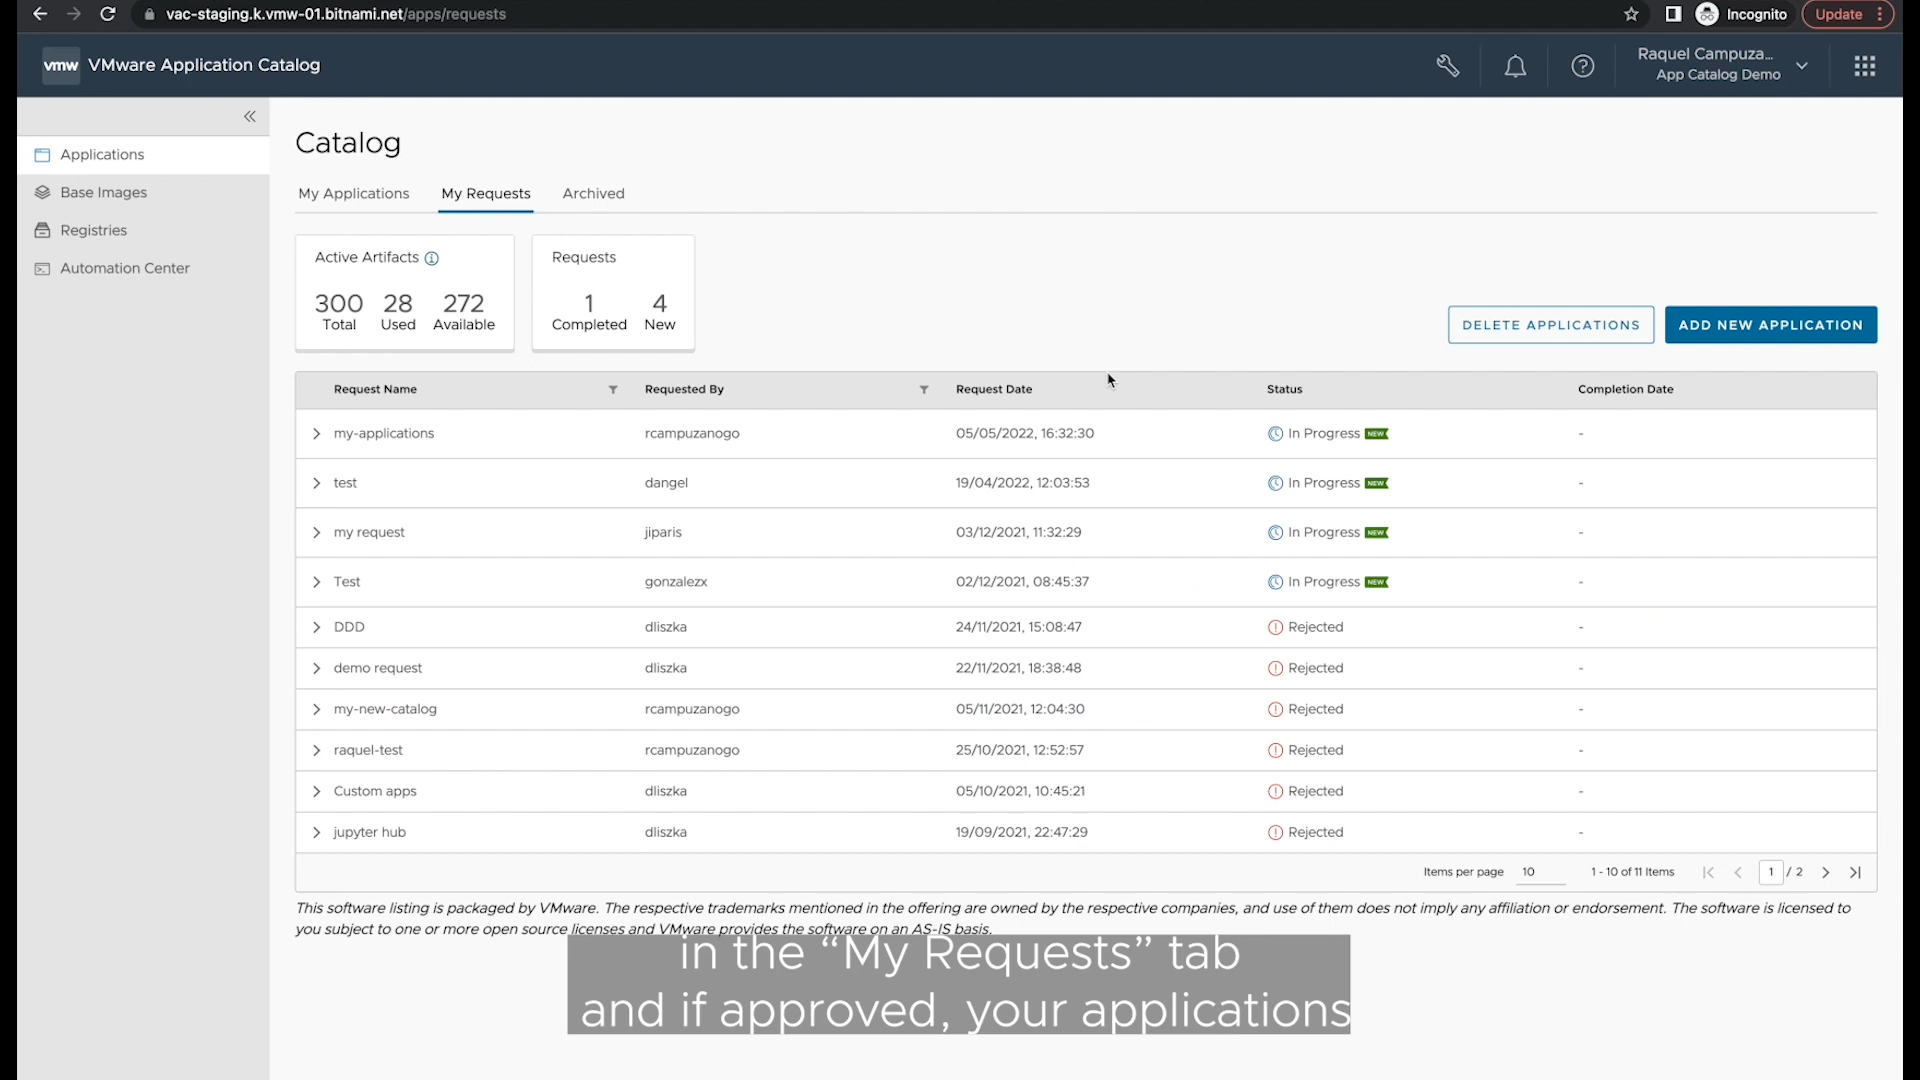 vac-staging.k.vmw-01.bitnami.net/apps/requests
Incognito
Update
vmw VMware Application Catalog
Raquel Campuza...
App Catalog Demo
Applications
Base Images
Registries
Automation Center
Catalog
My Applications My Requests Archived
Active Artifacts
300 28 272
Total Used Available
Requests
1 4
Completed New
DELETE APPLICATIONS ADD NEW APPLICATION
Request Name Requested By Request Date Status Completion Date
my-applications rcampuzanogo 05/05/2022, 16:32:30 In Progress NEW -
test dangel 19/04/2022, 12:03:53 In Progress NEW -
my request jiparis 03/12/2021, 11:32:29 In Progress NEW -
Test gonzalezx 02/12/2021, 08:45:37 In Progress NEW -
DDD dliszka 24/11/2021, 15:08:47 Rejected -
demo request dliszka 22/11/2021, 18:38:48 Rejected -
my-new-catalog rcampuzanogo 05/11/2021, 12:04:30 Rejected -
raquel-test rcampuzanogo 25/10/2021, 12:52:57 Rejected -
Custom apps dliszka 05/10/2021, 10:45:21 Rejected -
jupyter hub dliszka 19/09/2021, 22:47:29 Rejected -
Items per page 10 1 - 10 of 11 Items 1 / 2
This software listing is packaged by VMware. The respective trademarks mentioned in the offering are owned by the respective companies, and use of them does not imply any affiliation or endorsement. The software is licensed to
you subject to one or more open source licenses and VMware provides the software on an AS-IS basis.
in the “My Requests” tab
and if approved, your applications